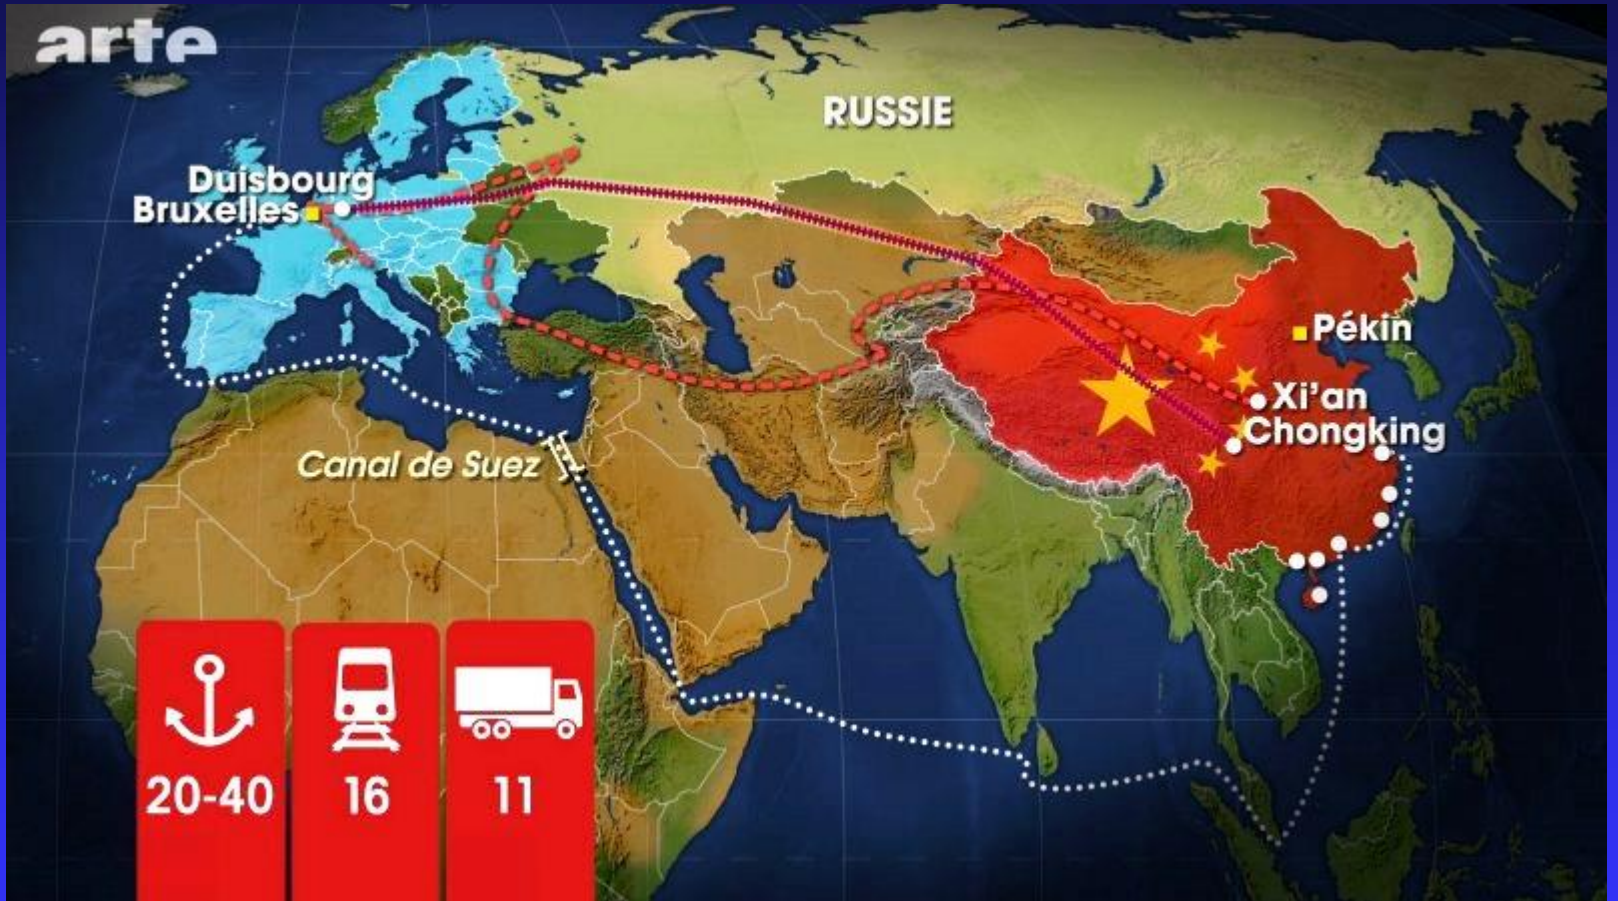 arte
RUSSIE
Duisbourg
Bruxelles
Pékin
Xi'an
Chongking
Canal de Suez
20-40
16
11